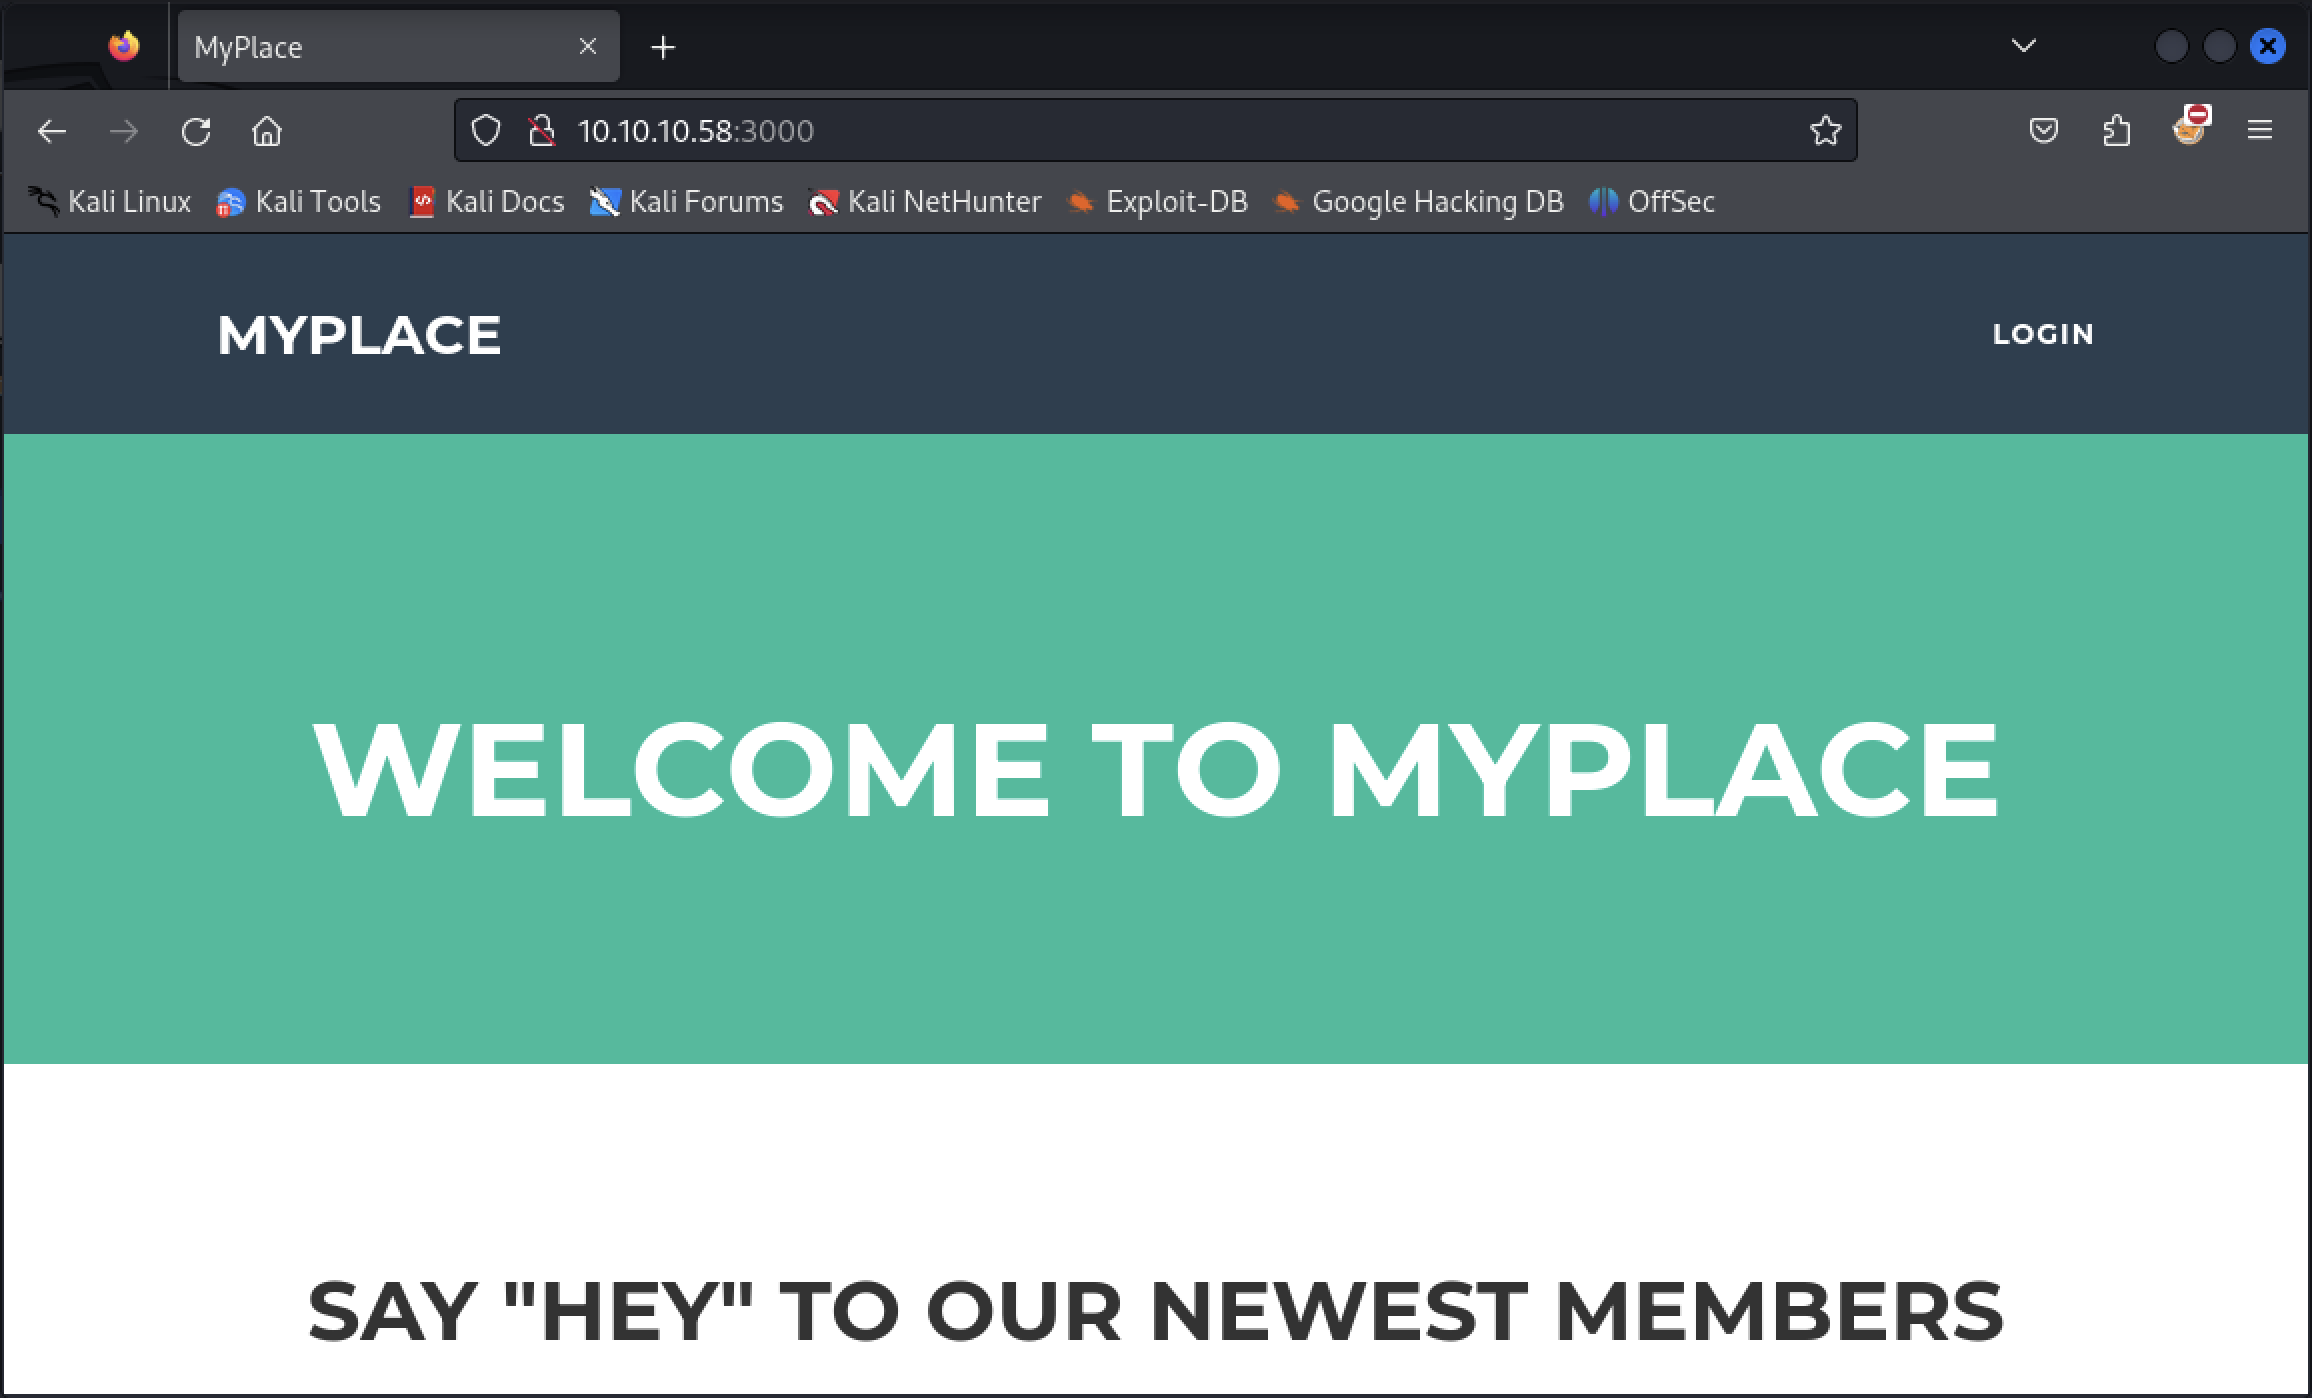 MyPlace
10.10.10.58:3000
Kali Linux Kali Tools Kali Docs Kali Forums Kali NetHunter Exploit-DB Google Hacking DB OffSec
MYPLACE LOGIN
WELCOME TO MYPLACE
SAY "HEY" TO OUR NEWEST MEMBERS